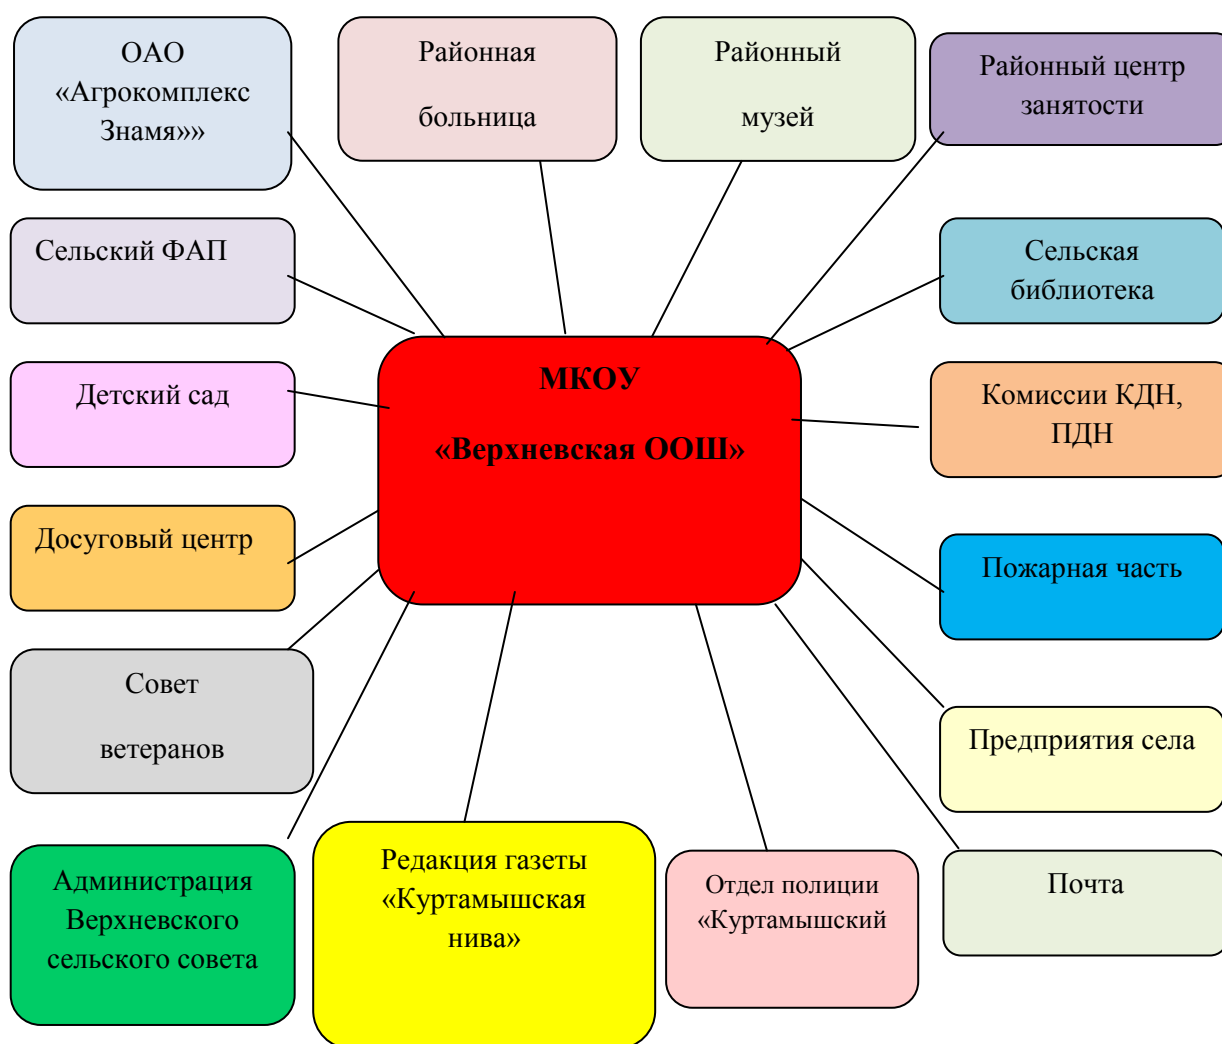 ОАО
«Агрокомплекс
Знамя»»
Районная
больница
Районный
музей
Районный центр
занятости
Сельский ФАП
Сельская
библиотека
МКОУ
«Верхневская ООШ»
Детский сад
Комиссии КДН,
ПДН
Досуговый центр
Пожарная часть
Совет
ветеранов
Предприятия села
Администрация
Верхневского
сельского совета
Редакция газеты
«Куртамышская
нива»
Отдел полиции
«Куртамышский
Почта